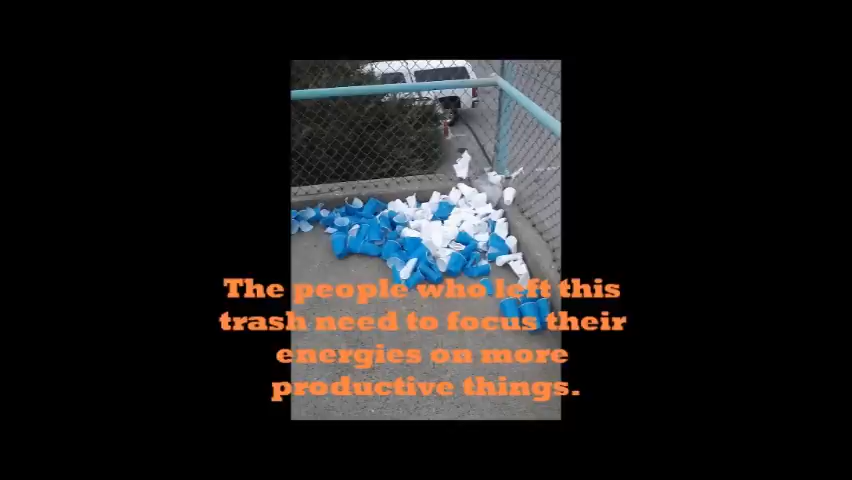 The people who left this
trash need to focus their
energies on more
productive things.